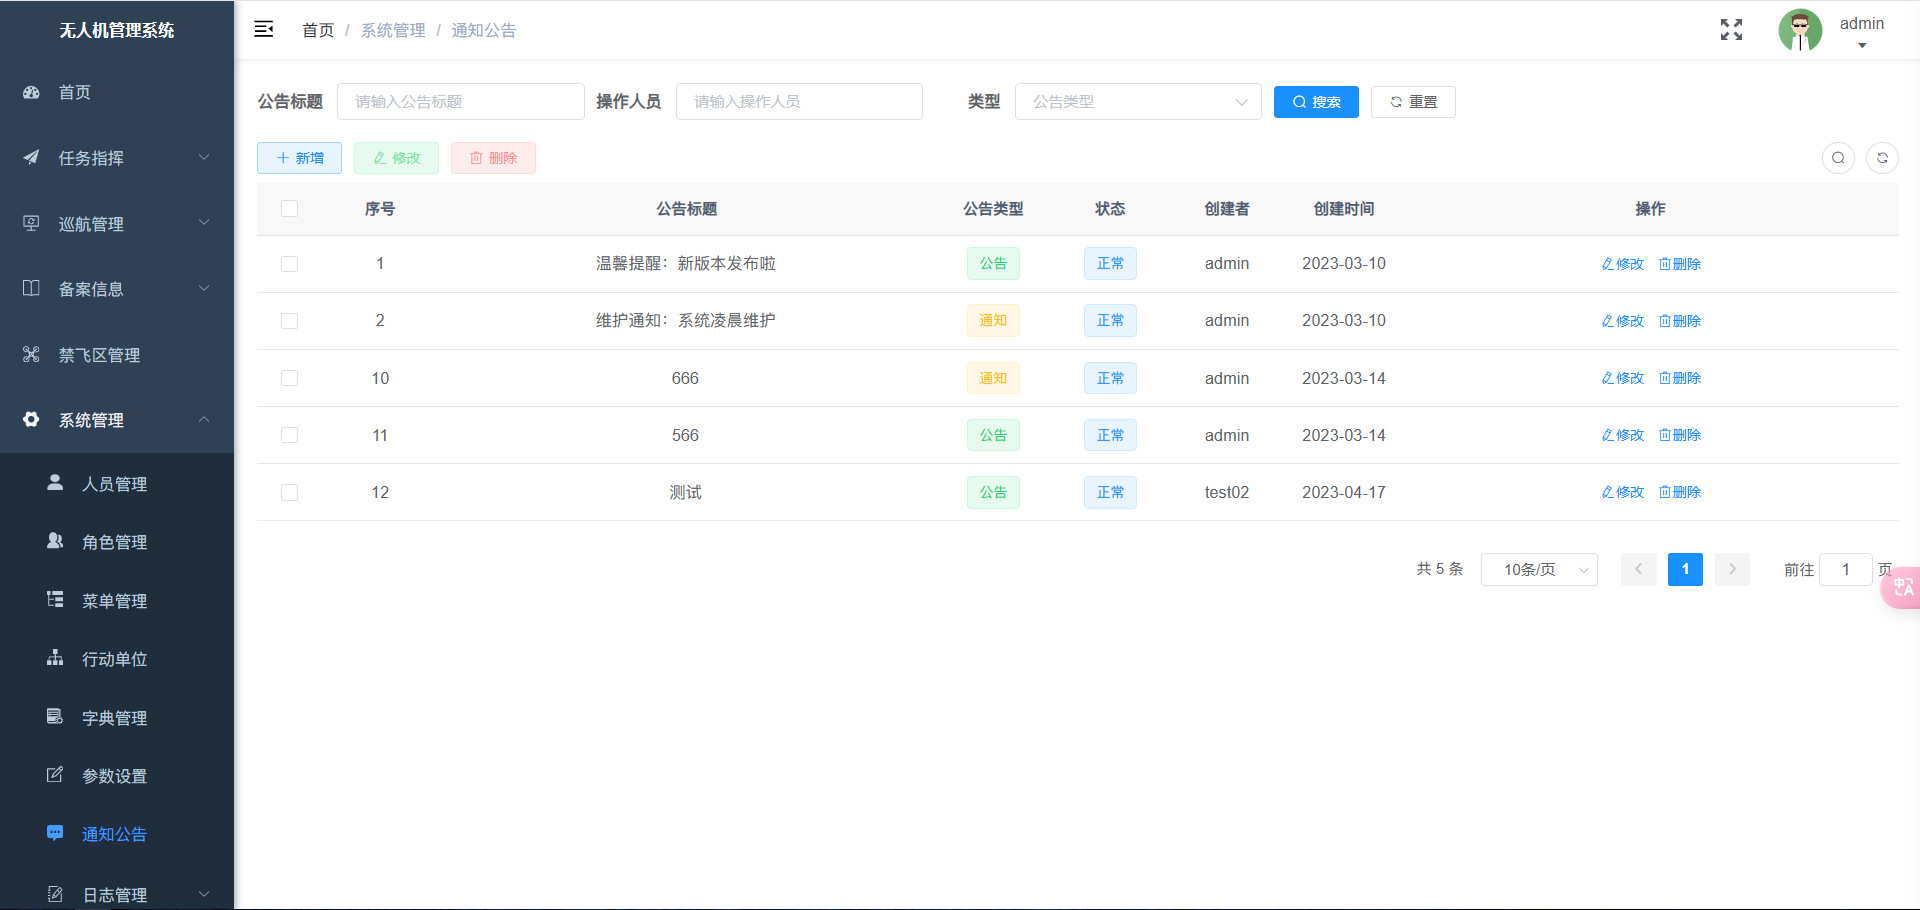 无人机管理系统
首页
任务指挥
巡航管理
备案信息
禁飞区管理
系统管理
人员管理
角色管理
菜单管理
行动单位
字典管理
参数设置
通知公告
日志管理
首页 / 系统管理 / 通知公告
admin
公告标题 请输入公告标题 操作人员 请输入操作人员 类型 公告类型 搜索 重置
新增 修改 删除
序号 公告标题 公告类型 状态 创建者 创建时间 操作
1 温馨提醒：新版本发布啦 公告 正常 admin 2023-03-10 修改 删除
2 维护通知：系统凌晨维护 通知 正常 admin 2023-03-10 修改 删除
10 666 通知 正常 admin 2023-03-14 修改 删除
11 566 公告 正常 admin 2023-03-14 修改 删除
12 测试 公告 正常 test02 2023-04-17 修改 删除
共 5 条 10条/页 1 前往 1 页
中A